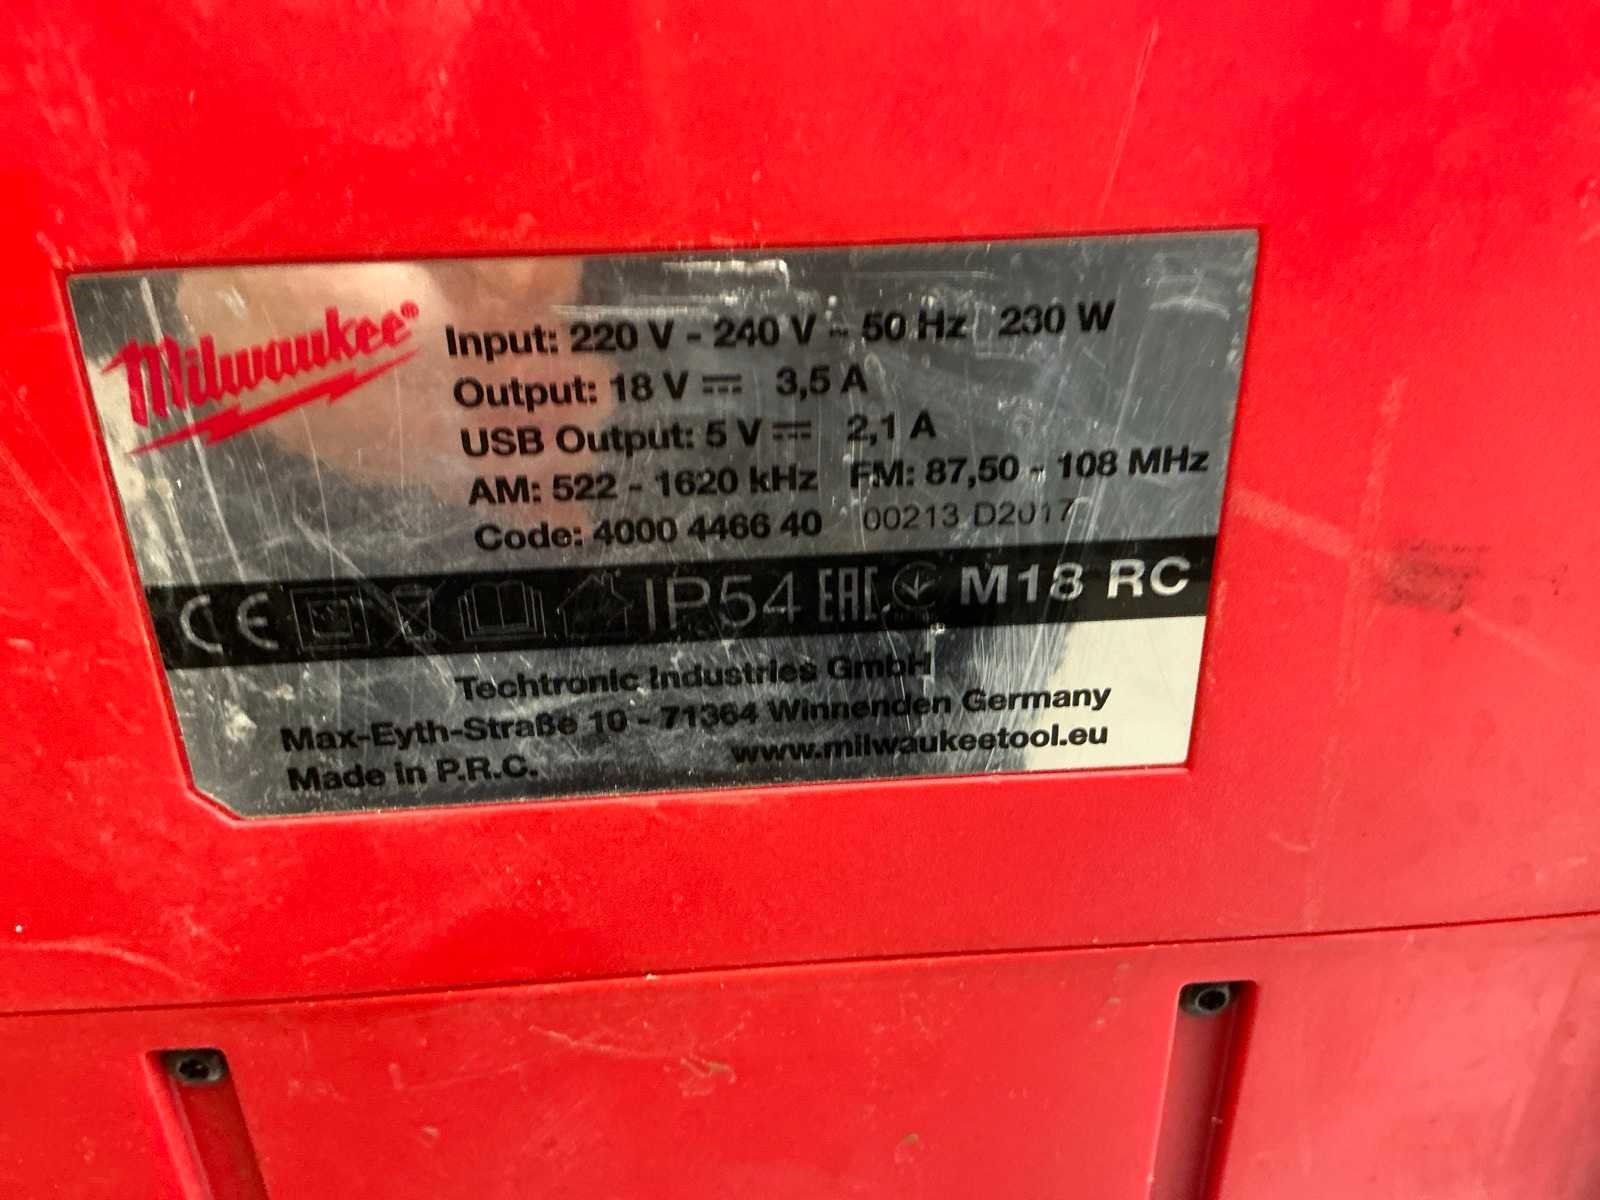 Milwaukee®
Input: 220 V - 240 V ~ 50 Hz 230 W
Output: 18 V ⎓ 3,5 A
USB Output: 5 V ⎓ 2,1 A
AM: 522 - 1620 kHz FM: 87,50 - 108 MHz
Code: 4000 4466 40 00213 D2017
CE IP54 EAC M18 RC
Techtronic Industries GmbH
Max-Eyth-Straße 10 - 71364 Winnenden Germany
Made in P.R.C. www.milwaukeetool.eu